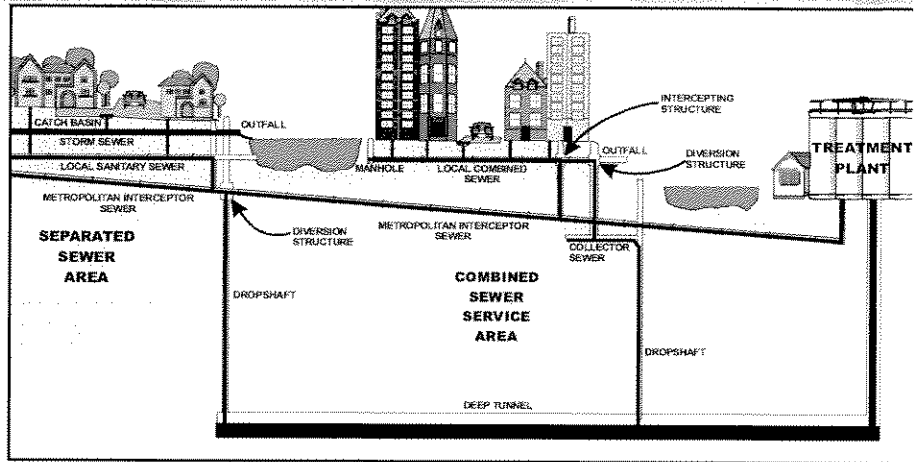 CATCH BASIN
STORM SEWER
OUTFALL
LOCAL SANITARY SEWER
METROPOLITAN INTERCEPTOR
SEWER
SEPARATED
SEWER
AREA
DIVERSION
STRUCTURE
DROPSHAFT
MANHOLE
LOCAL COMBINED
SEWER
INTERCEPTING
STRUCTURE
OUTFALL
DIVERSION
STRUCTURE
TREATMENT
PLANT
METROPOLITAN INTERCEPTOR
SEWER
COLLECTOR
SEWER
COMBINED
SEWER
SERVICE
AREA
DROPSHAFT
DEEP TUNNEL